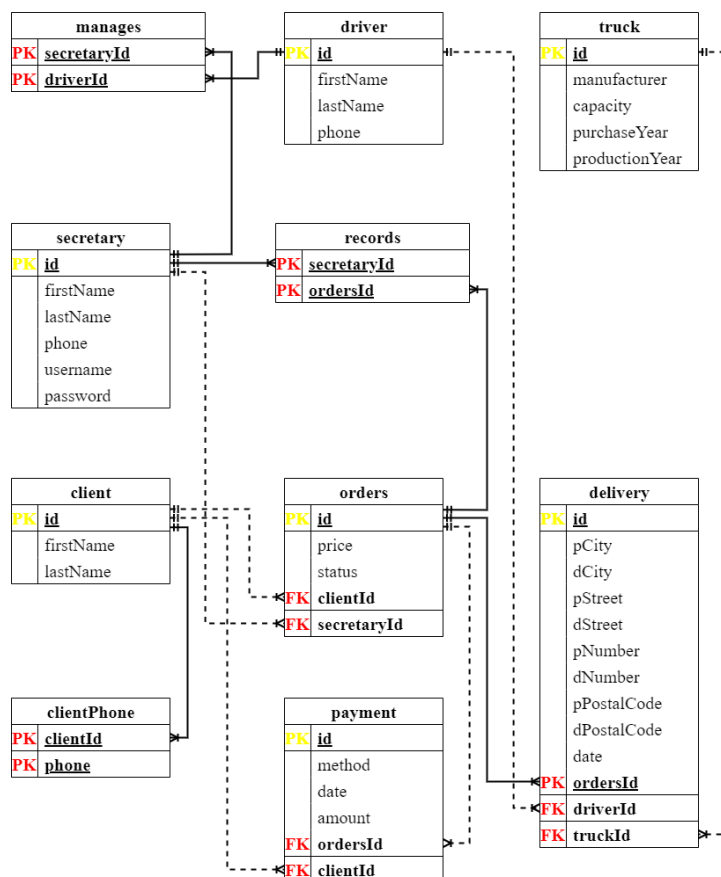 manages
PK secretaryId
PK driverId
driver
PK id
firstName
lastName
phone
truck
PK id
manufacturer
capacity
purchaseYear
productionYear
secretary
PK id
firstName
lastName
phone
username
password
records
PK secretaryId
PK ordersId
client
PK id
firstName
lastName
orders
PK id
price
status
FK clientId
FK secretaryId
delivery
PK id
pCity
dCity
pStreet
dStreet
pNumber
dNumber
pPostalCode
dPostalCode
date
PK ordersId
FK driverId
FK truckId
clientPhone
PK clientId
PK phone
payment
PK id
method
date
amount
FK ordersId
FK clientId